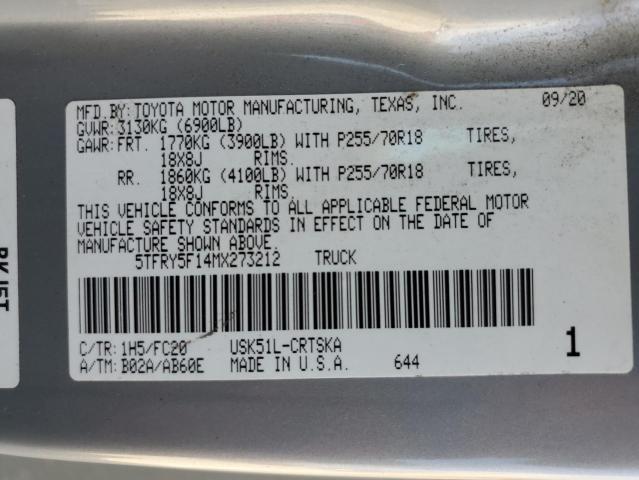 MFD.BY:TOYOTA MOTOR MANUFACTURING, TEXAS, INC. 09/20
GVWR:3130KG (6900LB)
GAWR:FRT. 1770KG (3900LB) WITH P255/70R18 TIRES,
18X8J RIMS.
RR. 1860KG (4100LB) WITH P255/70R18 TIRES,
18X8J RIMS.
THIS VEHICLE CONFORMS TO ALL APPLICABLE FEDERAL MOTOR
VEHICLE SAFETY STANDARDS IN EFFECT ON THE DATE OF
MANUFACTURE SHOWN ABOVE.
5TFRY5F14MX273212 TRUCK
C/TR:1H5/FC20 USK51L-CRTSKA 1
A/TM:B02A/AB60E MADE IN U.S.A. 644